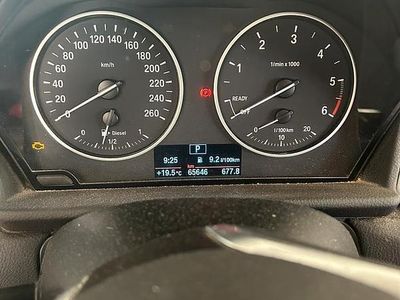 20 40 60 80 100 120 140 160 180 200 220 240 260
km/h
0 Diesel 1
1/2
1 2 3 4 5 6
1/min x 1000
READY
OFF
0 l/100km 20
10
P
9:25 9.2 l/100km
km
+19.5°C 65646 677.8